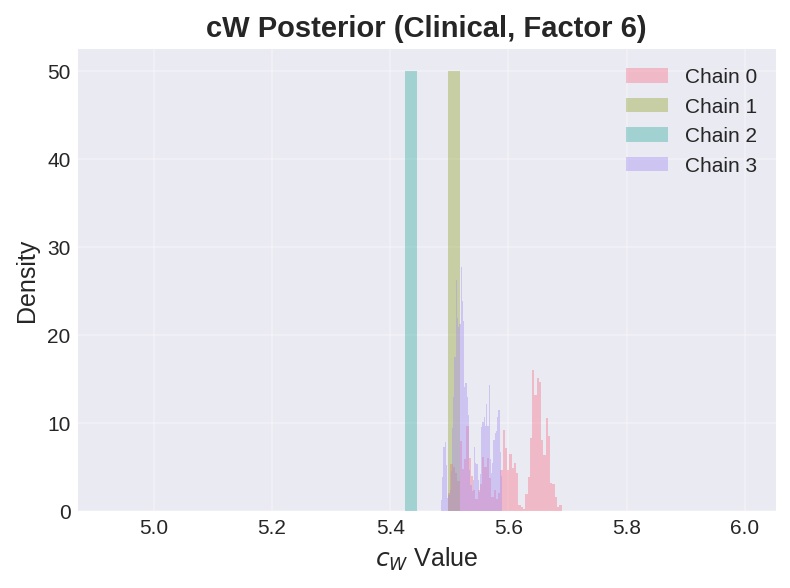 cW Posterior (Clinical, Factor 6)
Chain 0
Chain 1
Chain 2
Chain 3
Density
50
40
30
20
10
0
5.0 5.2 5.4 5.6 5.8 6.0
c_W Value